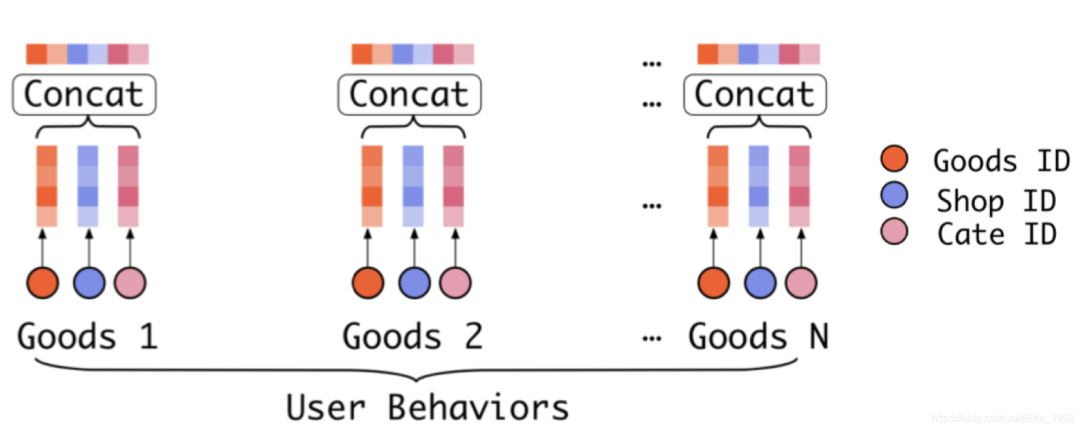 ... 
Concat Concat ... Concat
Goods ID
Shop ID
...
Cate ID
Goods 1 Goods 2 ... Goods N
User Behaviors
https://blog.csdn.net/Eric_1993